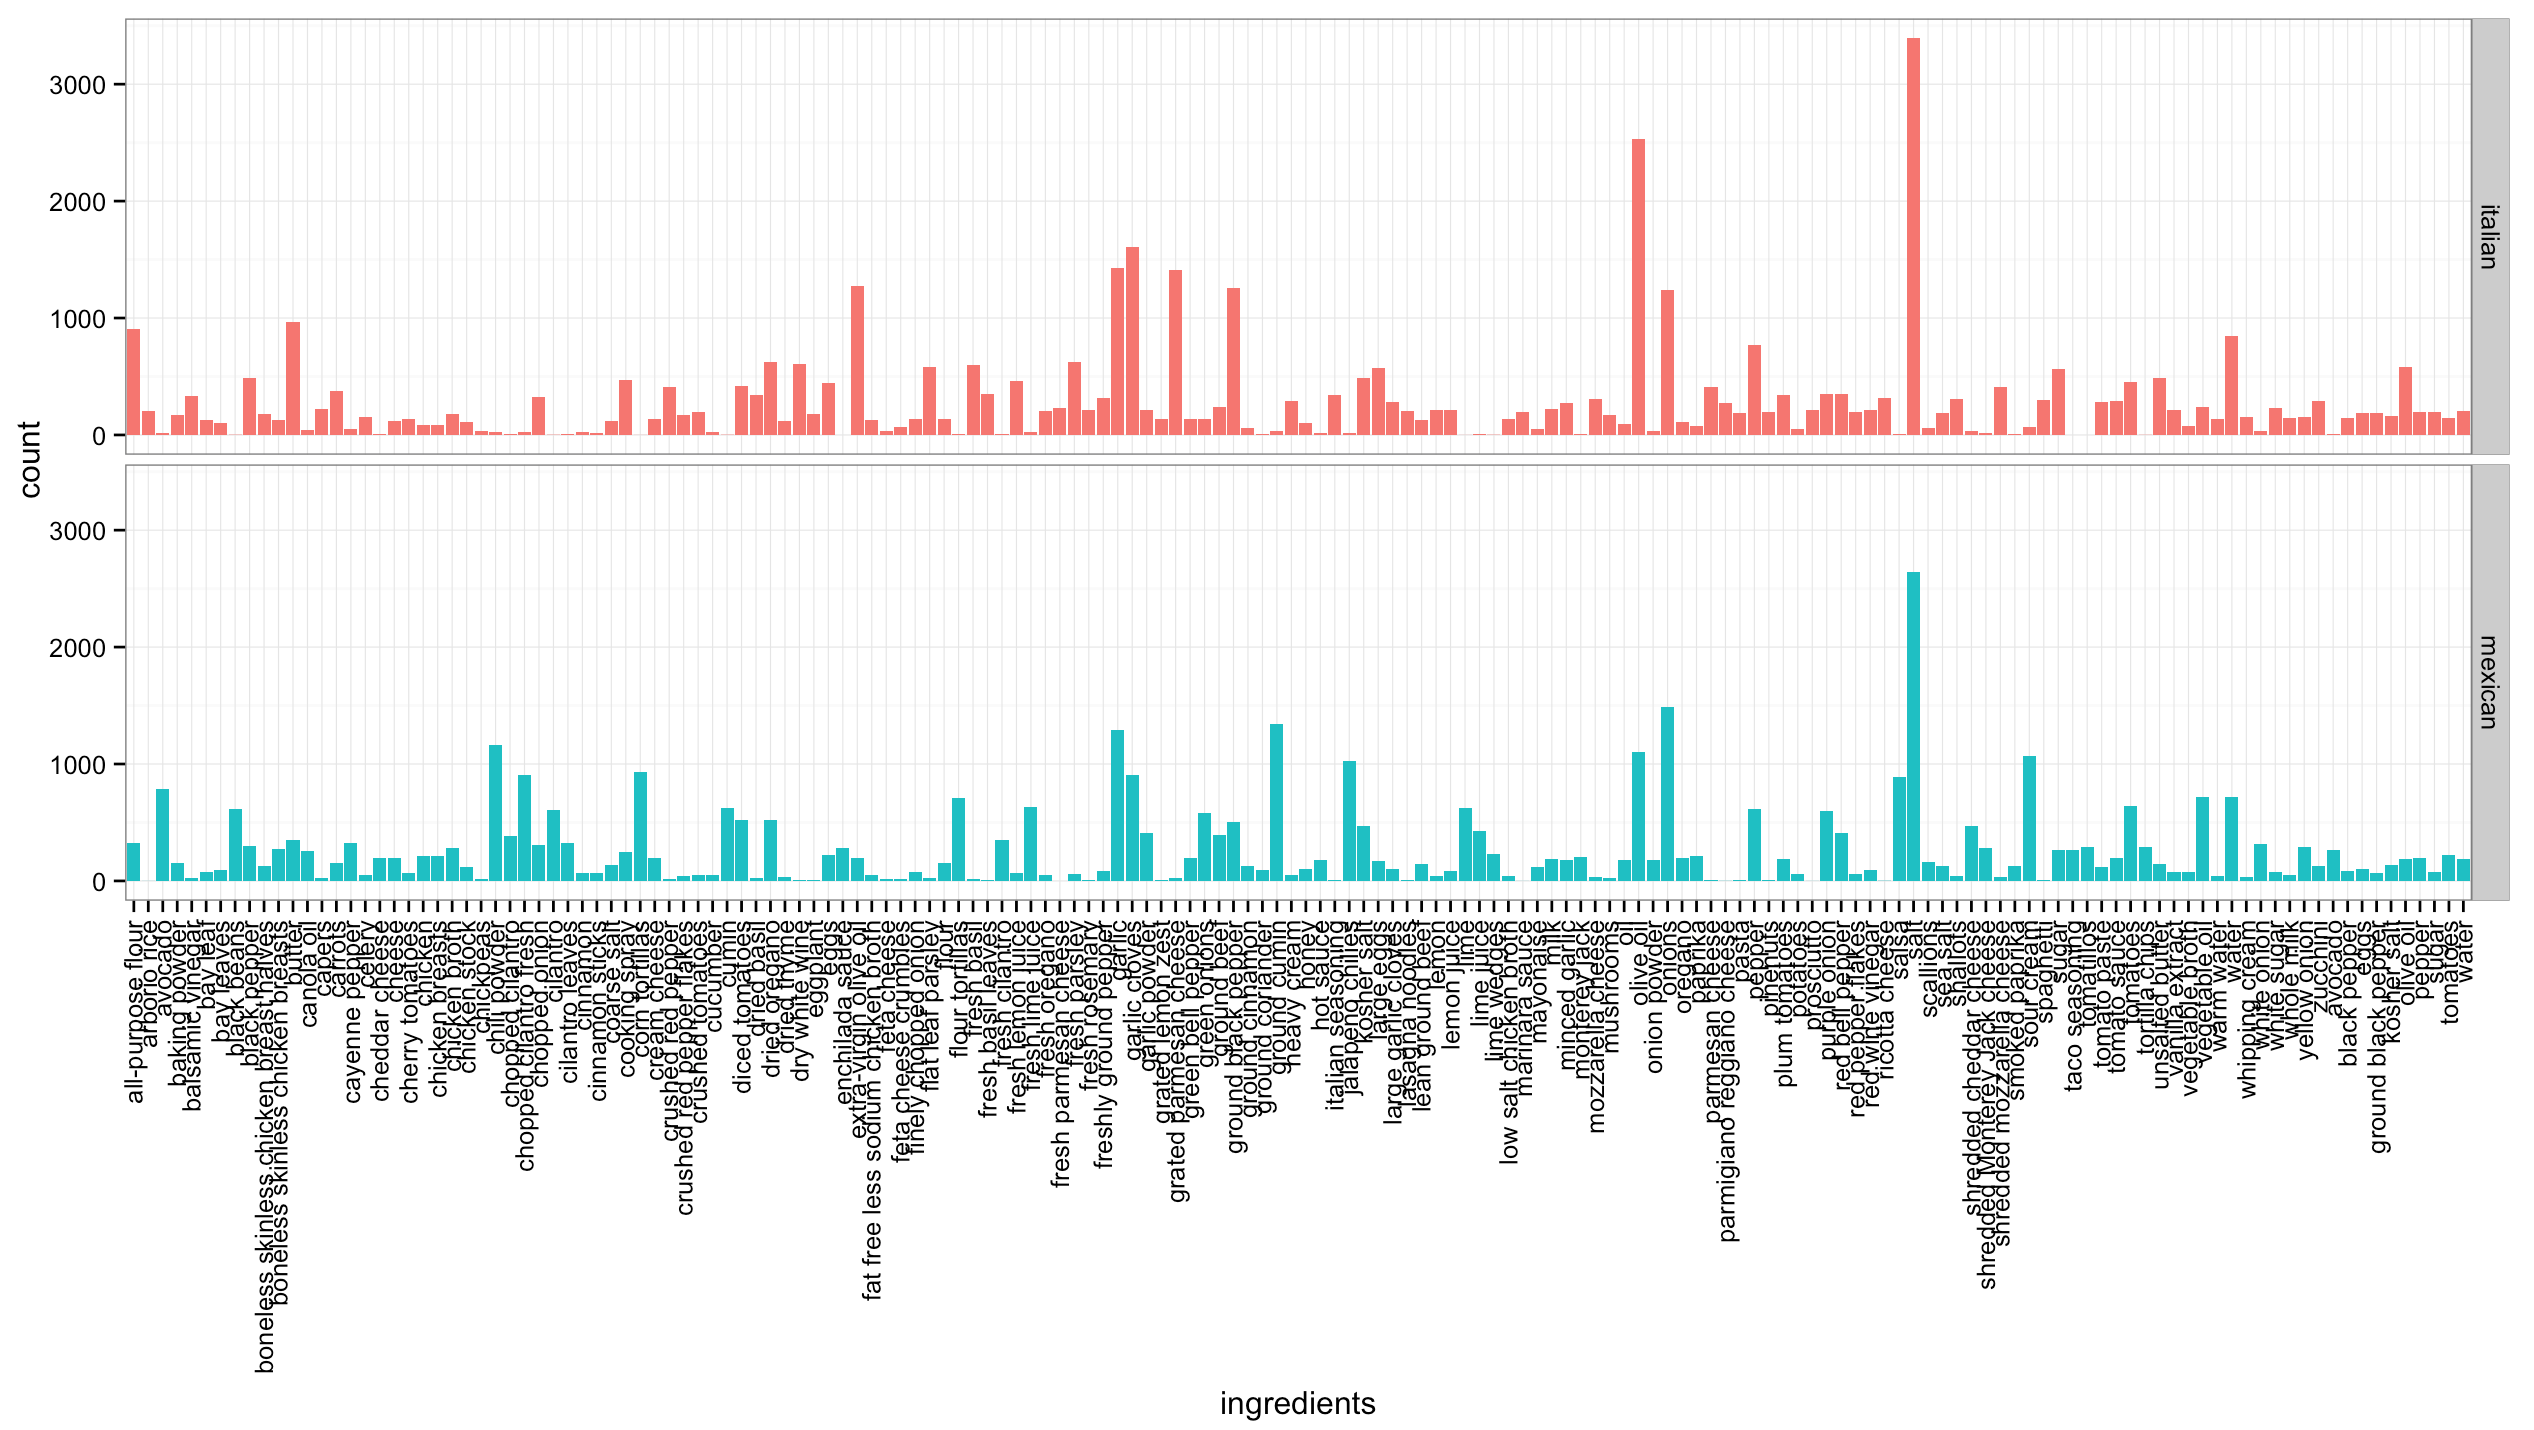 3000
2000
1000
0
italian
count
3000
2000
1000
0
mexican
all-purpose flour
arborio rice
avocado
baking powder
balsamic vinegar
bay leaf
bay leaves
black beans
black pepper
boneless skinless chicken breast halves
boneless skinless chicken breasts
butter
canola oil
capers
carrots
cayenne pepper
celery
cheddar cheese
cheese
cherry tomatoes
chicken
chicken breasts
chicken broth
chicken stock
chickpeas
chili powder
chopped cilantro
chopped cilantro fresh
chopped onion
cilantro
cilantro leaves
cinnamon
cinnamon sticks
coarse salt
cooking spray
corn tortillas
cream cheese
crushed red pepper
crushed red pepper flakes
crushed tomatoes
cucumber
cumin
diced tomatoes
dried basil
dried oregano
dried thyme
dry white wine
eggplant
eggs
enchilada sauce
extra-virgin olive oil
fat free less sodium chicken broth
feta cheese
feta cheese crumbles
finely chopped onion
flat leaf parsley
flour
flour tortillas
fresh basil
fresh basil leaves
fresh cilantro
fresh lemon juice
fresh lime juice
fresh oregano
fresh parmesan cheese
fresh parsley
fresh rosemary
freshly ground pepper
garlic
garlic cloves
garlic powder
grated lemon zest
grated parmesan cheese
green bell pepper
green onions
ground beef
ground black pepper
ground cinnamon
ground coriander
ground cumin
heavy cream
honey
hot sauce
italian seasoning
jalapeno chilies
kosher salt
large eggs
large garlic cloves
lasagna noodles
lean ground beef
lemon
lemon juice
lime
lime juice
lime wedges
low salt chicken broth
marinara sauce
mayonaise
milk
minced garlic
monterey jack
mozzarella cheese
mushrooms
oil
olive oil
onion powder
onions
oregano
paprika
parmesan cheese
parmigiano reggiano cheese
pasta
pepper
pinenuts
plum tomatoes
potatoes
prosciutto
purple onion
red bell pepper
red pepper flakes
red wine vinegar
ricotta cheese
salsa
salt
scallions
sea salt
shallots
shredded cheddar cheese
shredded Monterey Jack cheese
shredded mozzarella cheese
smoked paprika
sour cream
spaghetti
sugar
taco seasoning
tomatillos
tomato paste
tomato sauce
tomatoes
tortilla chips
unsalted butter
vanilla extract
vegetable broth
vegetable oil
warm water
water
whipping cream
white onion
white sugar
whole milk
yellow onion
zucchini
avocado
black pepper
eggs
ground black pepper
kosher salt
olive oil
pepper
sugar
tomatoes
water
ingredients